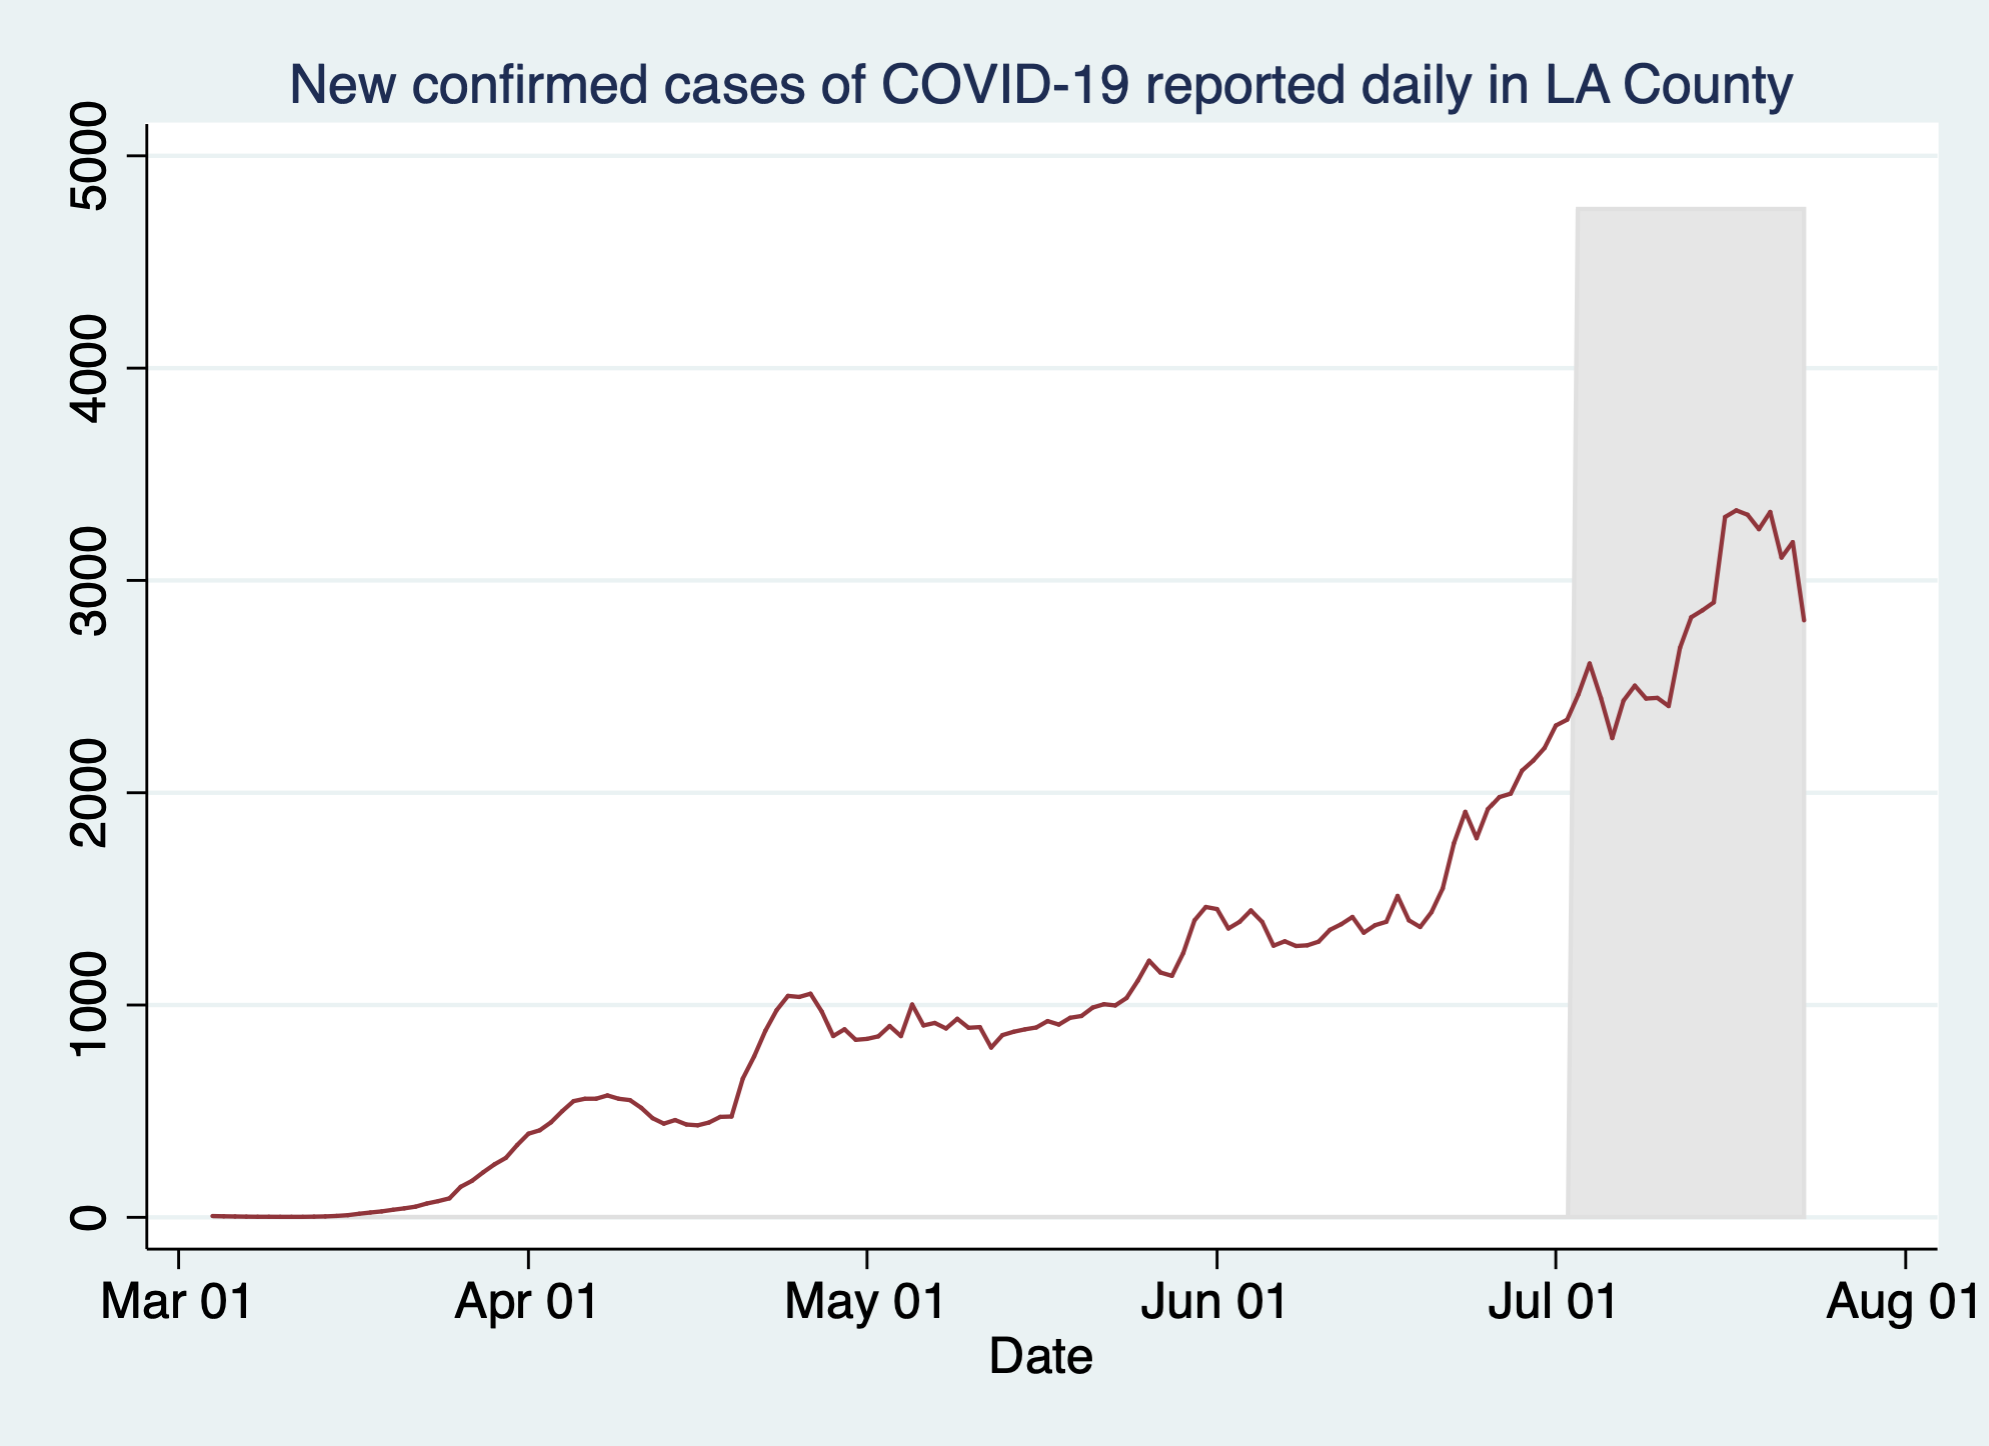 New confirmed cases of COVID-19 reported daily in LA County
5000
4000
3000
2000
1000
0
Mar 01 Apr 01 May 01 Jun 01 Jul 01 Aug 01
Date